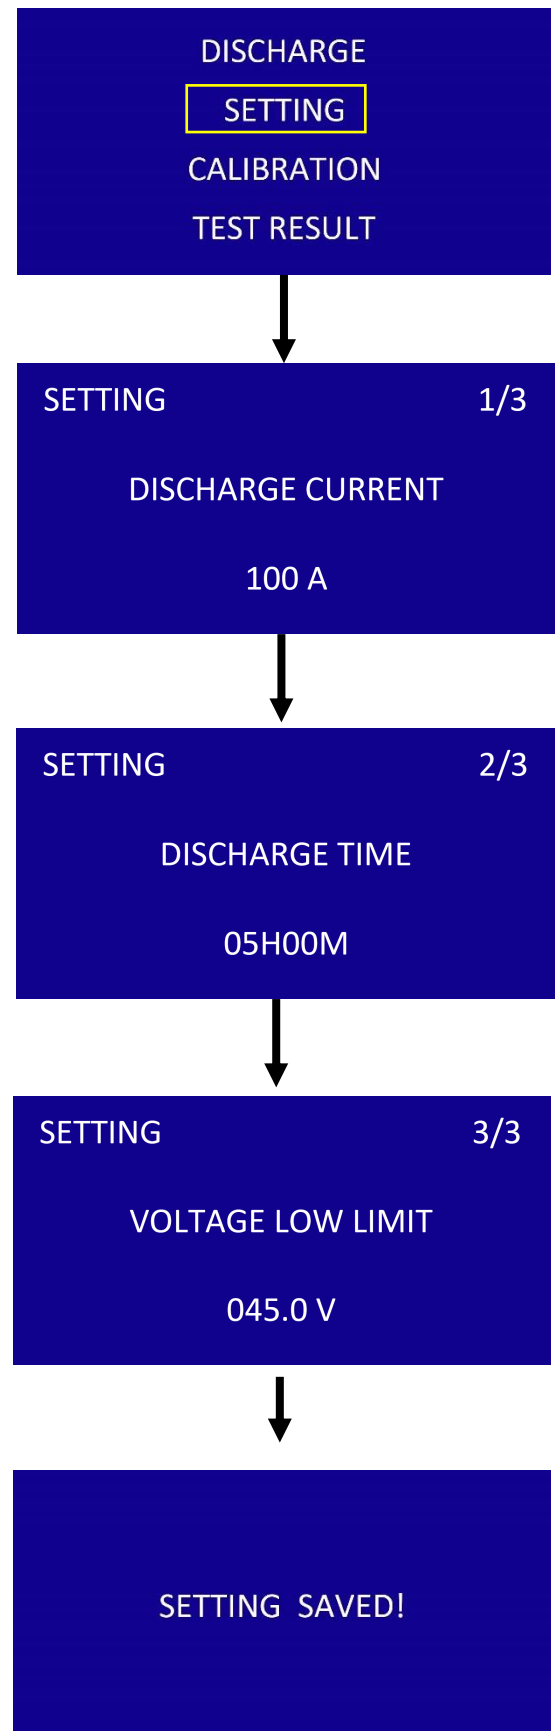 DISCHARGE
SETTING
CALIBRATION
TEST RESULT
SETTING 1/3
DISCHARGE CURRENT
100 A
SETTING 2/3
DISCHARGE TIME
05H00M
SETTING 3/3
VOLTAGE LOW LIMIT
045.0 V
SETTING SAVED!